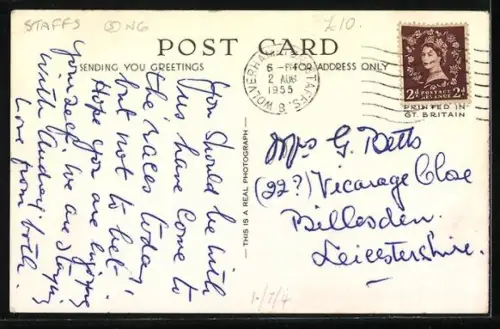 STAFFS
£10.
POST CARD
SENDING YOU GREETINGS
FOR ADDRESS ONLY
WOLVERHAMPTON STAFFS
6-PM
2 AUG
1955
B
2d POSTAGE REVENUE 2d
PRINTED IN
GT. BRITAIN
You should be with
us have come to
the races today,
but not to bet!
Hope you are enjoying
yourself. We are staying
with Audrey.
Love from both.
— THIS IS A REAL PHOTOGRAPH —
Mrs G. Betts
(22?) Vicarage Close
Billesden.
Leicestershire.